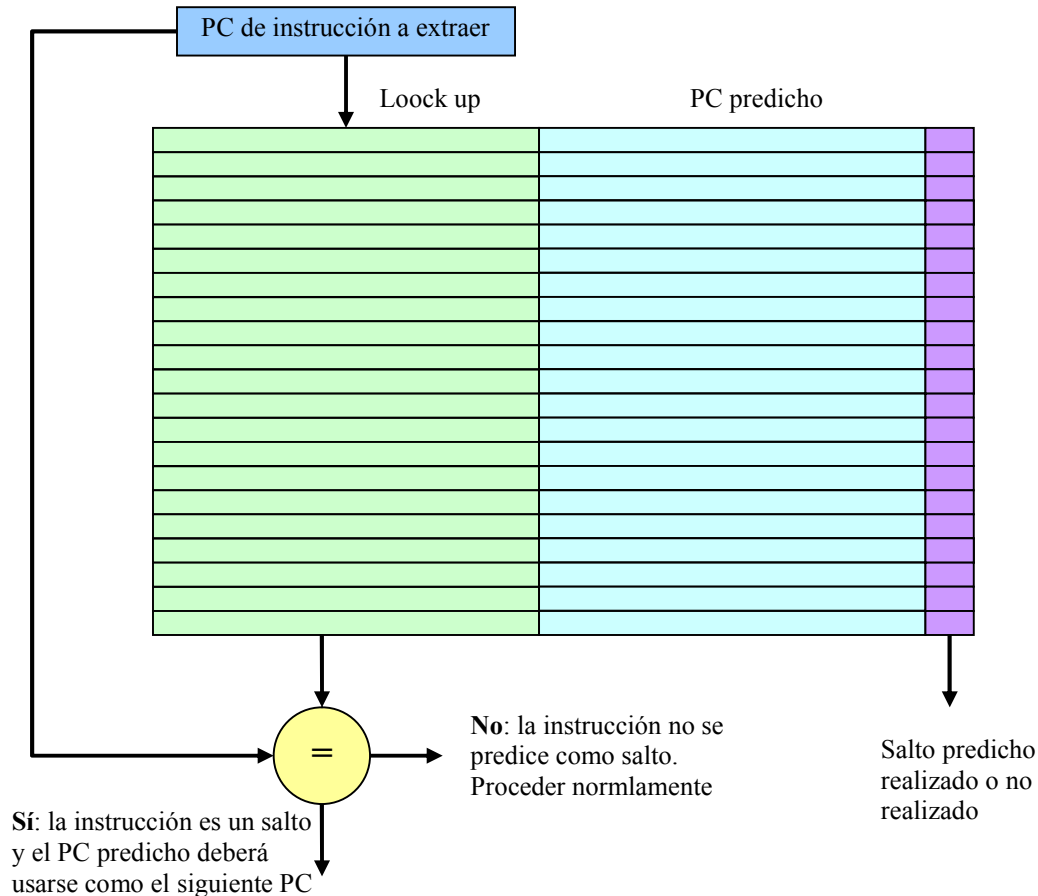 PC de instrucción a extraer
Loock up
PC predicho
=
No: la instrucción no se
predice como salto.
Proceder normlamente
Salto predicho
realizado o no
realizado
Sí: la instrucción es un salto
y el PC predicho deberá
usarse como el siguiente PC